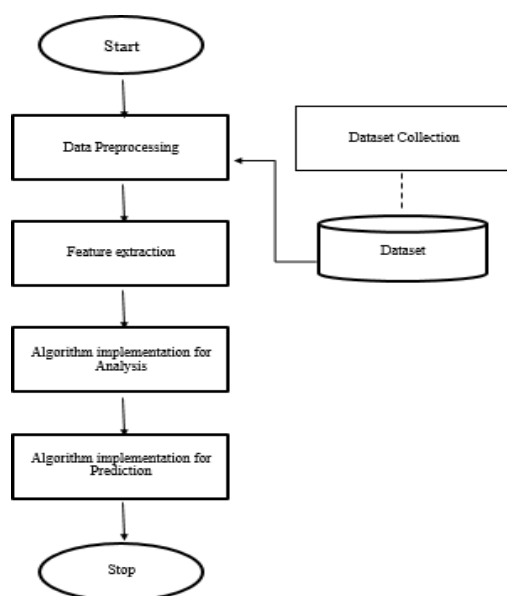 Start
Data Preprocessing
Dataset Collection
Feature extraction
Dataset
Algorithm implementation for
Analysis
Algorithm implementation for
Prediction
Stop